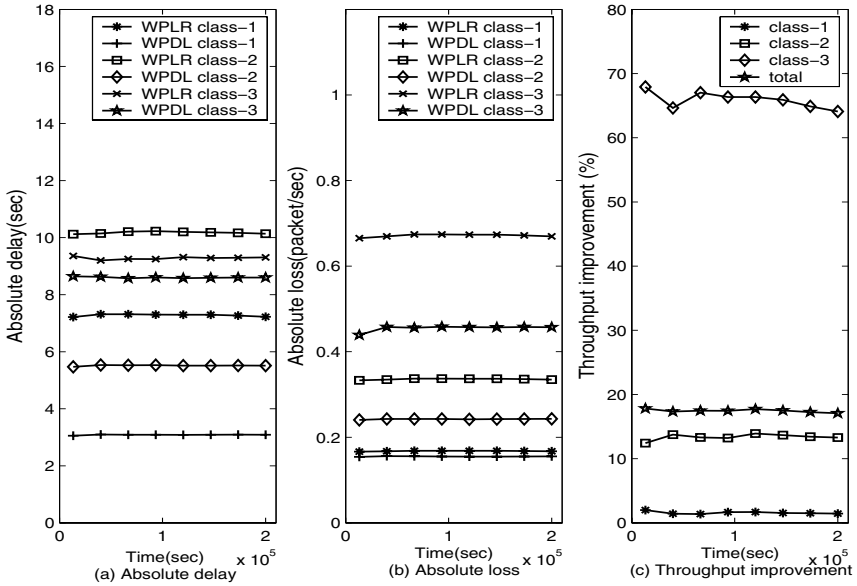 18
16
14
12
10
8
6
4
2
0
Absolute delay(sec)
WPLR class-1
WPDL class-1
WPLR class-2
WPDL class-2
WPLR class-3
WPDL class-3
0
1
2
Time(sec)
x 10^5
(a) Absolute delay
1
0.8
0.6
0.4
0.2
0
Absolute loss(packet/sec)
WPLR class-1
WPDL class-1
WPLR class-2
WPDL class-2
WPLR class-3
WPDL class-3
0
1
2
Time(sec)
x 10^5
(b) Absolute loss
80
70
60
50
40
30
20
10
0
Throughput improvement (%)
class-1
class-2
class-3
total
0
1
2
Time(sec)
x 10^5
(c) Throughput improvement